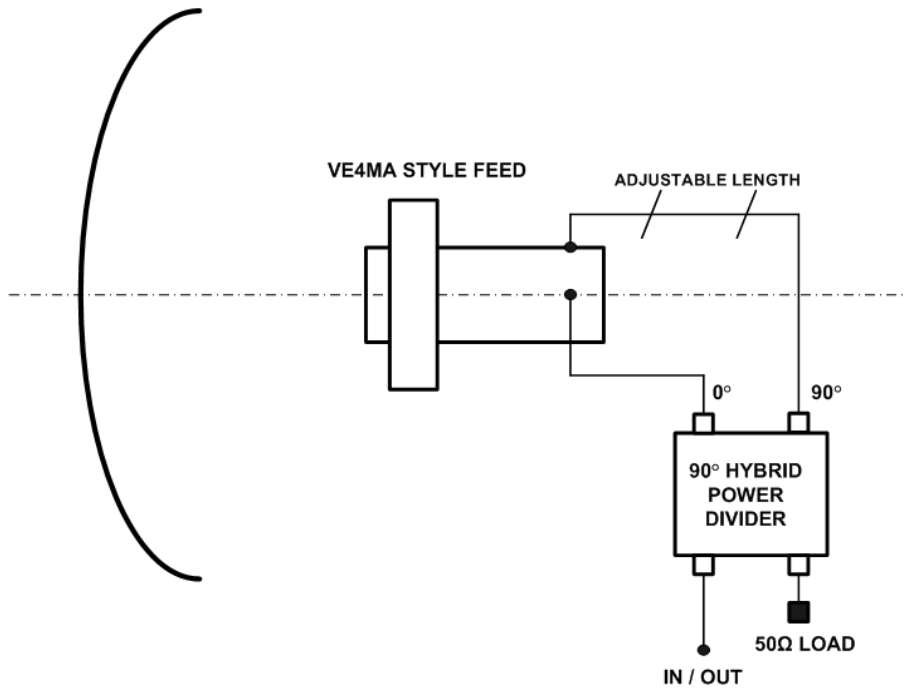 VE4MA STYLE FEED
ADJUSTABLE LENGTH
0°
90°
90° HYBRID
POWER
DIVIDER
50Ω LOAD
IN / OUT